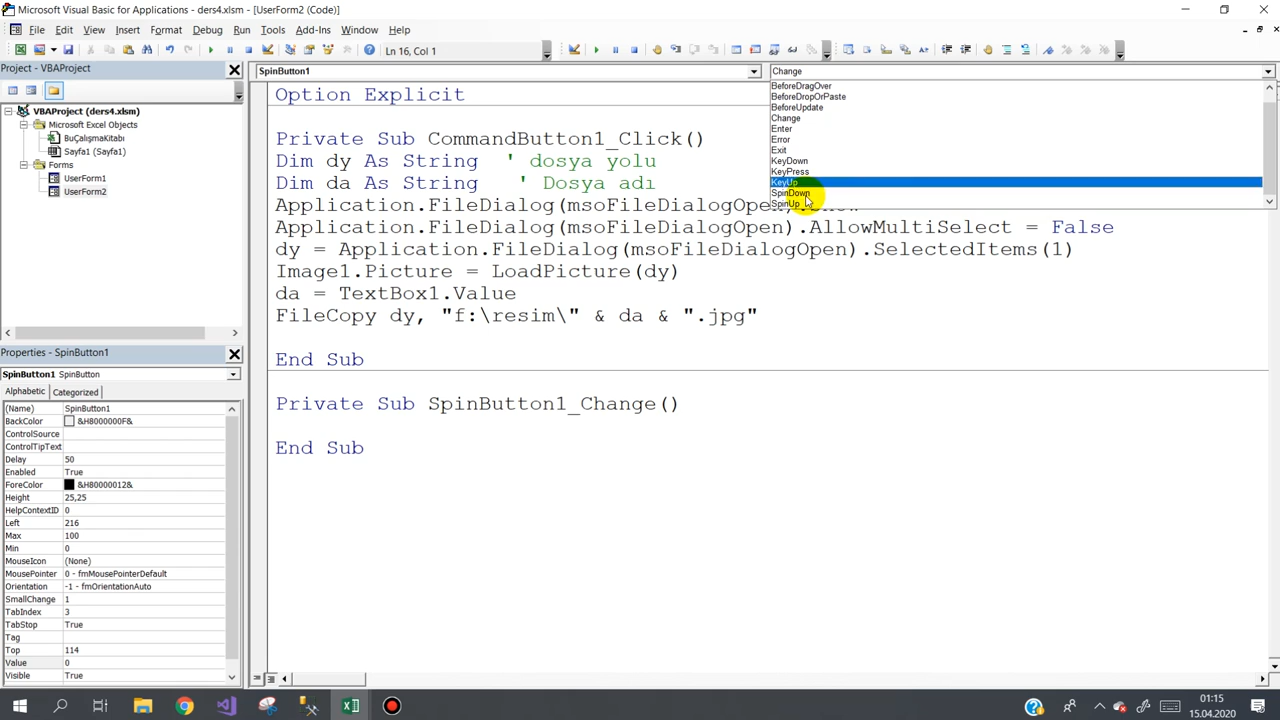 Microsoft Visual Basic for Applications - ders4.xlsm - [UserForm2 (Code)]
File Edit View Insert Format Debug Run Tools Add-Ins Window Help
Ln 16, Col 1
Project - VBAProject
VBAProject (ders4.xlsm)
Microsoft Excel Objects
BuÇalışmaKitabı
Sayfa1 (Sayfa1)
Forms
UserForm1
UserForm2
Properties - SpinButton1
SpinButton1 SpinButton
Alphabetic Categorized
(Name) SpinButton1
BackColor &H8000000F&
ControlSource
ControlTipText
Delay 50
Enabled True
ForeColor &H80000012&
Height 25,25
HelpContextID 0
Left 216
Max 100
Min 0
MouseIcon (None)
MousePointer 0 - fmMousePointerDefault
Orientation -1 - fmOrientationAuto
SmallChange 1
TabIndex 3
TabStop True
Tag
Top 114
Value 0
Visible True
SpinButton1
Change
BeforeDragOver
BeforeDropOrPaste
BeforeUpdate
Change
Enter
Error
Exit
KeyDown
KeyPress
KeyUp
SpinDown
SpinUp
Option Explicit
Private Sub CommandButton1_Click()
Dim dy As String ' dosya yolu
Dim da As String ' Dosya adı
Application.FileDialog(msoFileDialogOpen).Show
Application.FileDialog(msoFileDialogOpen).AllowMultiSelect = False
dy = Application.FileDialog(msoFileDialogOpen).SelectedItems(1)
Image1.Picture = LoadPicture(dy)
da = TextBox1.Value
FileCopy dy, "f:\resim\" & da & ".jpg"
End Sub
Private Sub SpinButton1_Change()
End Sub
01:15
15.04.2020